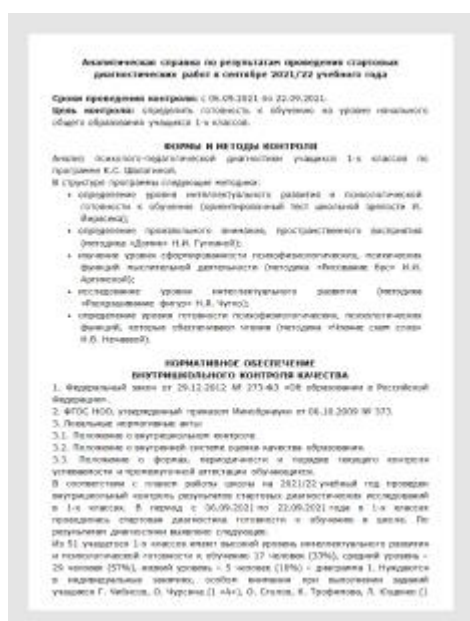 Аналитическая справка по результатам проведения стартовых
диагностических работ в сентябре 2021/22 учебного года
Сроки проведения контроля: с 06.09.2021 по 22.09.2021.
Цель контроля: определить готовность к обучению на уровне начального
общего образования учащихся 1-х классов.
ФОРМЫ И МЕТОДЫ КОНТРОЛЯ
Анализ психолого-педагогической диагностики учащихся 1-х классов по
программе К.С. Шалагиной.
В структуре программы следующие методики:
• определение уровня интеллектуального развития и психологической
готовности к обучению (ориентированный тест школьной зрелости Й.
Йирасека);
• определение произвольного внимания, пространственного восприятия
(методика «Домик» Н.И. Гуткиной);
• изучение уровня сформированности психофизиологических, психических
функций мыслительной деятельности (методика «Рисование бус» И.И.
Аргинской);
• исследование уровня интеллектуального развития (методика
«Раскрашивание фигур» Н.Я. Чутко);
• определение уровня готовности психофизиологических, психических
функций, которые обеспечивают чтение (методика «Чтение схем слов»
Н.В. Нечаевой).
НОРМАТИВНОЕ ОБЕСПЕЧЕНИЕ
ВНУТРИШКОЛЬНОГО КОНТРОЛЯ КАЧЕСТВА
1. Федеральный закон от 29.12.2012 № 273-ФЗ «Об образовании в Российской
Федерации».
2. ФГОС НОО, утвержденный приказом Минобрнауки от 06.10.2009 № 373.
3. Локальные нормативные акты:
3.1. Положение о внутришкольном контроле.
3.2. Положение о внутренней системе оценки качества образования.
3.3. Положение о формах, периодичности и порядке текущего контроля
успеваемости и промежуточной аттестации обучающихся.
В соответствии с планом работы школы на 2021/22 учебный год проведен
внутришкольный контроль результатов стартовых диагностических исследований
в 1-х классах. В период с 06.09.2021 по 22.09.2021 года в 1-х классах
проводилась стартовая диагностика готовности к обучению в школе. По
результатам диагностики выявлено следующее.
Из 51 учащегося 1-х классов имеют высокий уровень интеллектуального развития
и психологической готовности к обучению 17 человек (33%), средний уровень –
29 человек (57%), низкий уровень – 5 человек (10%) – диаграмма 1. Нуждаются
в индивидуальных занятиях, особом внимании при выполнении заданий
учащиеся Г. Чибисов, О. Чурсина (1 «А»), О. Столов, К. Трофимова, Л. Ющенко (1